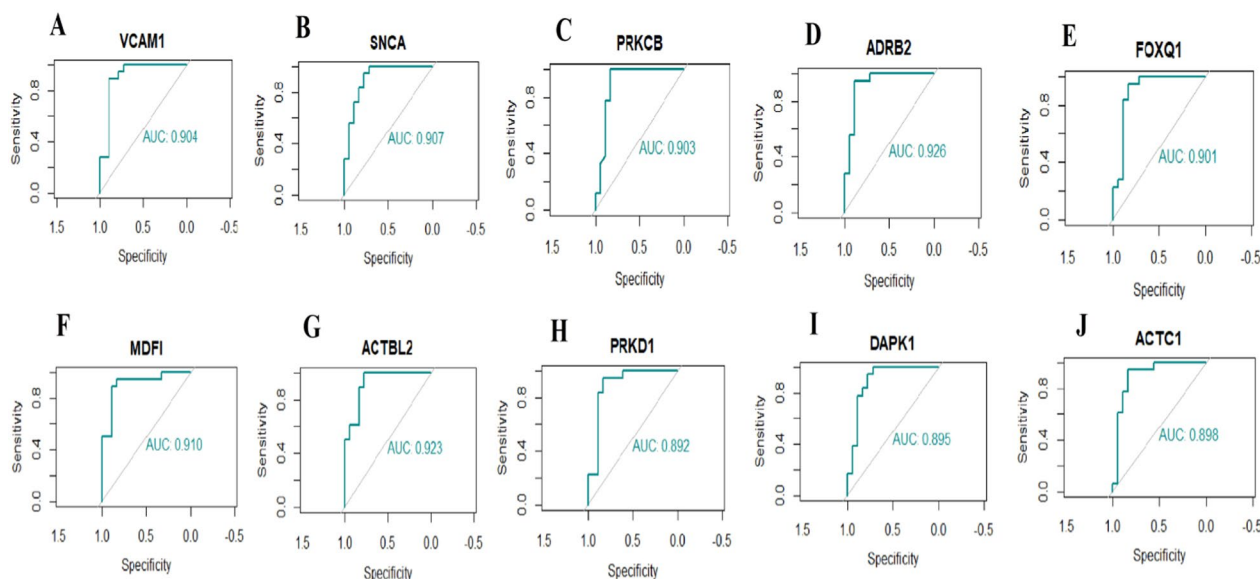 A
VCAM1
Sensitivity
0.0 0.4 0.8
AUC: 0.904
1.5 1.0 0.5 0.0 -0.5
Specificity
B
SNCA
Sensitivity
0.0 0.4 0.8
AUC: 0.907
1.5 1.0 0.5 0.0 -0.5
Specificity
C
PRKCB
Sensitivity
0.0 0.4 0.8
AUC: 0.903
1.5 1.0 0.5 0.0 -0.5
Specificity
D
ADRB2
Sensitivity
0.0 0.4 0.8
AUC: 0.926
1.5 1.0 0.5 0.0 -0.5
Specificity
E
FOXQ1
Sensitivity
0.0 0.4 0.8
AUC: 0.901
1.5 1.0 0.5 0.0 -0.5
Specificity
F
MDFI
Sensitivity
0.0 0.4 0.8
AUC: 0.910
1.5 1.0 0.5 0.0 -0.5
Specificity
G
ACTBL2
Sensitivity
0.0 0.4 0.8
AUC: 0.923
1.5 1.0 0.5 0.0 -0.5
Specificity
H
PRKD1
Sensitivity
0.0 0.4 0.8
AUC: 0.892
1.5 1.0 0.5 0.0 -0.5
Specificity
I
DAPK1
Sensitivity
0.0 0.4 0.8
AUC: 0.895
1.5 1.0 0.5 0.0 -0.5
Specificity
J
ACTC1
Sensitivity
0.0 0.4 0.8
AUC: 0.898
1.5 1.0 0.5 0.0 -0.5
Specificity